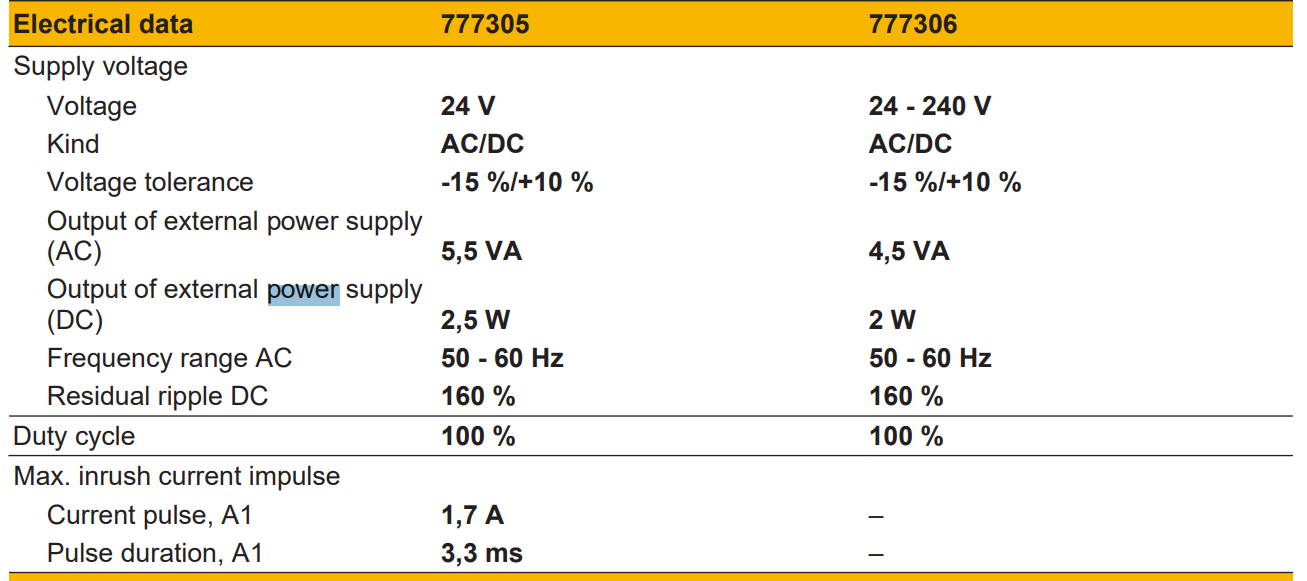 Electrical data 777305 777306
Supply voltage
Voltage 24 V 24 - 240 V
Kind AC/DC AC/DC
Voltage tolerance -15 %/+10 % -15 %/+10 %
Output of external power supply
(AC) 5,5 VA 4,5 VA
Output of external power supply
(DC) 2,5 W 2 W
Frequency range AC 50 - 60 Hz 50 - 60 Hz
Residual ripple DC 160 % 160 %
Duty cycle 100 % 100 %
Max. inrush current impulse
Current pulse, A1 1,7 A –
Pulse duration, A1 3,3 ms –